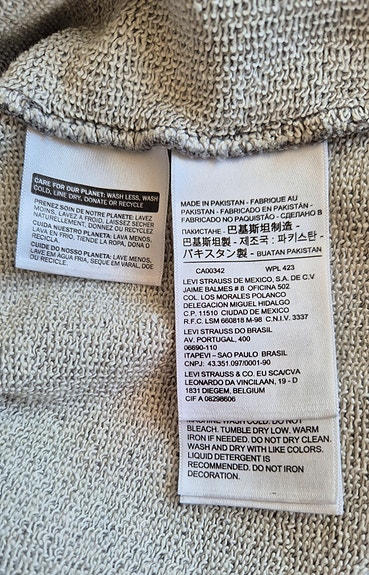 CARE FOR OUR PLANET: WASH LESS, WASH
COLD, LINE DRY, DONATE OR RECYCLE
PRENEZ SOIN DE NOTRE PLANETE: LAVEZ
MOINS, LAVEZ À FROID, LAISSEZ SÉCHER
NATURELLEMENT, DONNEZ OU RECYCLEZ
CUIDA NUESTRO PLANETA: LAVA MENOS,
LAVA EN FRÍO, TIENDE LA ROPA, DONA O
RECICLA.
CUIDE DO NOSSO PLANETA: LAVE MENOS,
LAVE EM ÁGUA FRIA, SEQUE EM VARAL, DOE
OU RECICLE.
MADE IN
PAKISTAN - FABRIQUE AU
PAKISTAN - FABRICADO EN PAKISTÁN -
FABRICADO NO PAQUISTÃO - СДЕЛАНО В
ПАКИСТАНЕ - 巴基斯坦制造 -
巴基斯坦製 - 제조국 : 파키스탄 -
パキスタン製 - BUATAN PAKISTAN
CA00342 WPL 423
LEVI STRAUSS DE MEXICO, S.A. DE C.V
JAIME BALMES # 8 OFICINA 502
COL. LOS MORALES POLANCO
DELEGACION MIGUEL HIDALGO
C.P. 11510 CIUDAD DE MEXICO
R.F.C. LSM 660818 M-98 C.N.I.V. 3337
LEVI STRAUSS DO BRASIL
AV. PORTUGAL, 400
06690-110
ITAPEVI – SAO PAULO BRASIL
CNPJ: 43.351.097/0001-90
LEVI STRAUSS & CO. EU SCA/CVA
LEONARDO DA VINCILAAN, 19 - D
1831 DIEGEM, BELGIUM
CIF A 08298606
MACHINE WASH COLD. DO NOT
BLEACH. TUMBLE DRY LOW. WARM
IRON IF NEEDED. DO NOT DRY CLEAN.
WASH AND DRY WITH LIKE COLORS.
LIQUID DETERGENT IS
RECOMMENDED. DO NOT IRON
DECORATION.